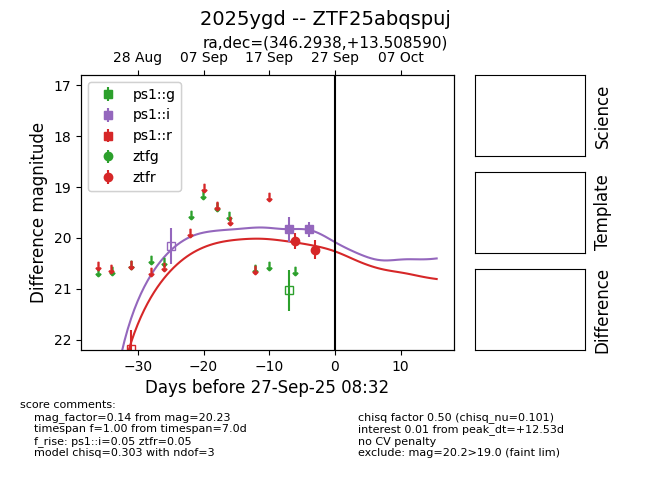 2025ygd -- ZTF25abqspuj
ra,dec=(346.2938,+13.508590)
28 Aug 07 Sep 17 Sep 27 Sep 07 Oct
17
18
19
20
21
22
Difference magnitude
ps1::g
ps1::i
ps1::r
ztfg
ztfr
−30 −20 −10 0 10
Days before 27-Sep-25 08:32
Science
Template
Difference
score comments:
mag_factor=0.14 from mag=20.23
timespan f=1.00 from timespan=7.0d
f_rise: ps1::i=0.05 ztfr=0.05
model chisq=0.303 with ndof=3
chisq factor 0.50 (chisq_nu=0.101)
interest 0.01 from peak_dt=+12.53d
no CV penalty
exclude: mag=20.2>19.0 (faint lim)